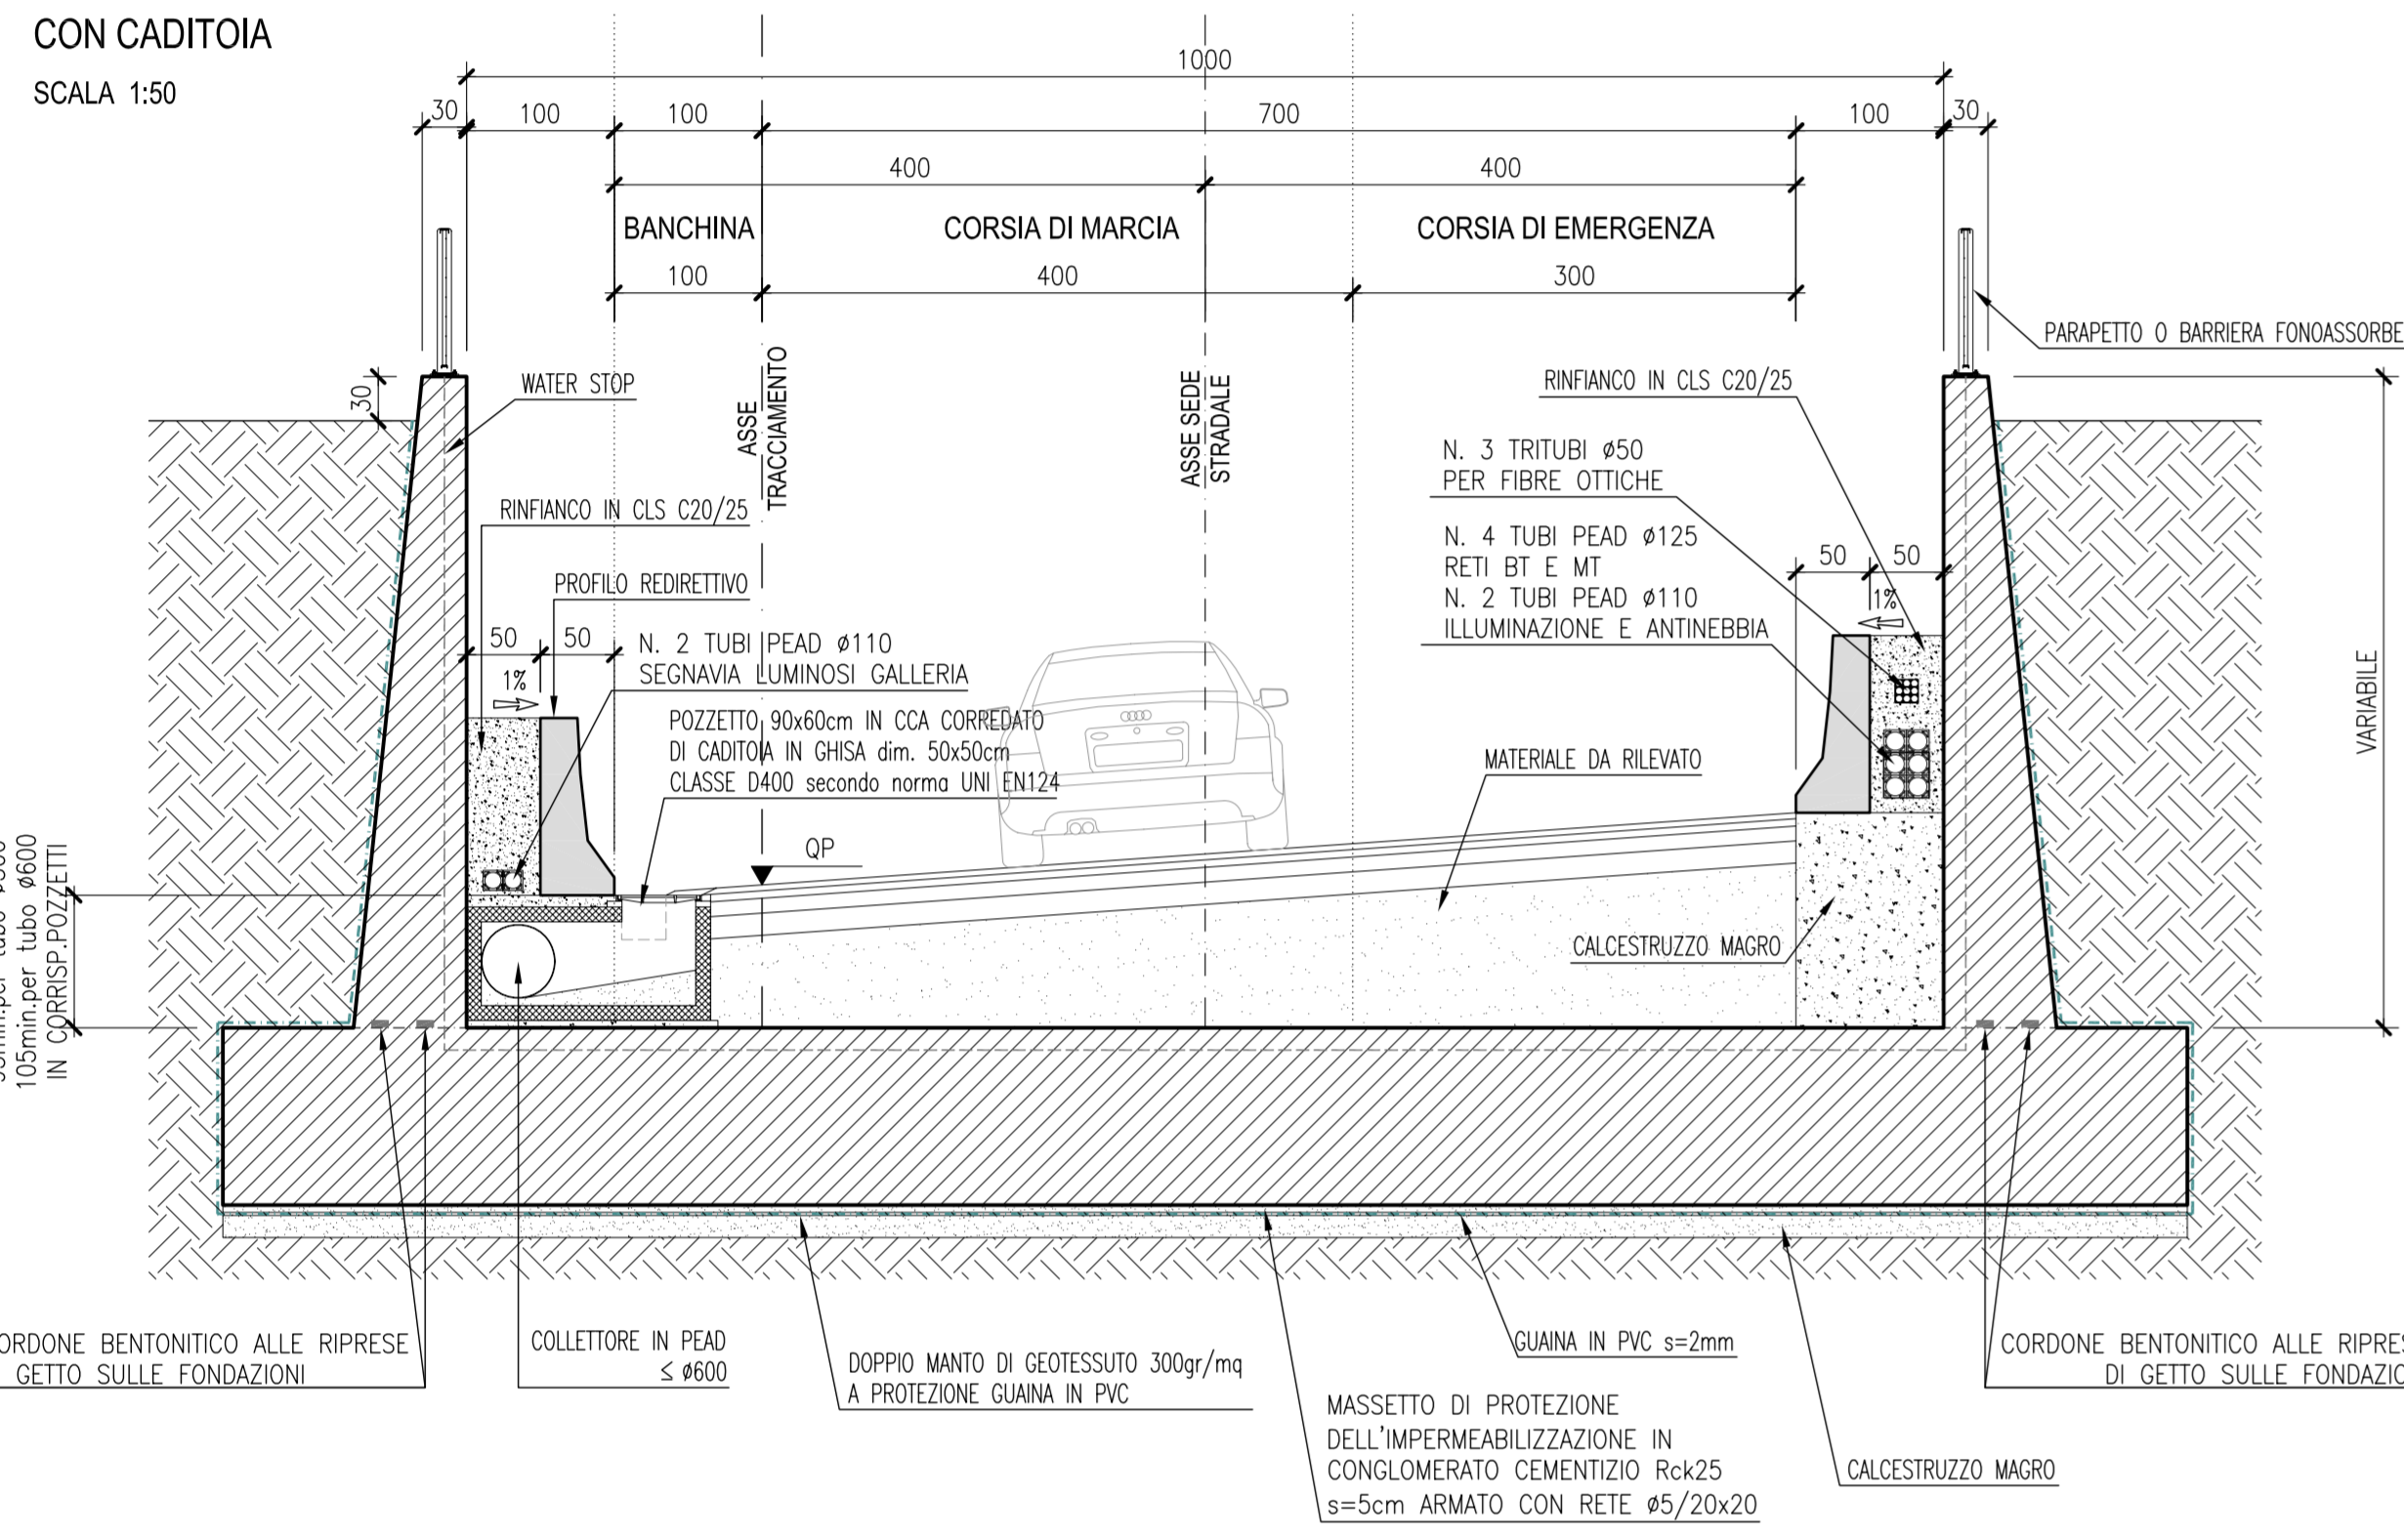 CON CADITOIA
SCALA 1:50
1000
30
100
100
700
100
30
400
400
BANCHINA
CORSIA DI MARCIA
CORSIA DI EMERGENZA
100
400
300
PARAPETTO O BARRIERA FONOASSORBE
30
WATER STOP
ASSE
TRACCIAMENTO
ASSE SEDE
STRADALE
RINFIANCO IN CLS C20/25
N. 3 TRITUBI ø50
PER FIBRE OTTICHE
N. 4 TUBI PEAD ø125
RETI BT E MT
N. 2 TUBI PEAD ø110
ILLUMINAZIONE E ANTINEBBIA
50
50
1%
RINFIANCO IN CLS C20/25
PROFILO REDIRETTIVO
50
50
1%
N. 2 TUBI PEAD ø110
SEGNAVIA LUMINOSI GALLERIA
POZZETTO 90x60cm IN CCA CORREDATO
DI CADITOIA IN GHISA dim. 50x50cm
CLASSE D400 secondo norma UNI EN124
QP
MATERIALE DA RILEVATO
CALCESTRUZZO MAGRO
VARIABILE
105min.per tubo ø600
IN CORRISP.POZZETTI
ORDONE BENTONITICO ALLE RIPRESE
GETTO SULLE FONDAZIONI
COLLETTORE IN PEAD
≤ ø600
DOPPIO MANTO DI GEOTESSUTO 300gr/mq
A PROTEZIONE GUAINA IN PVC
GUAINA IN PVC s=2mm
MASSETTO DI PROTEZIONE
DELL'IMPERMEABILIZZAZIONE IN
CONGLOMERATO CEMENTIZIO Rck25
s=5cm ARMATO CON RETE ø5/20x20
CALCESTRUZZO MAGRO
CORDONE BENTONITICO ALLE RIPRES
DI GETTO SULLE FONDAZIO